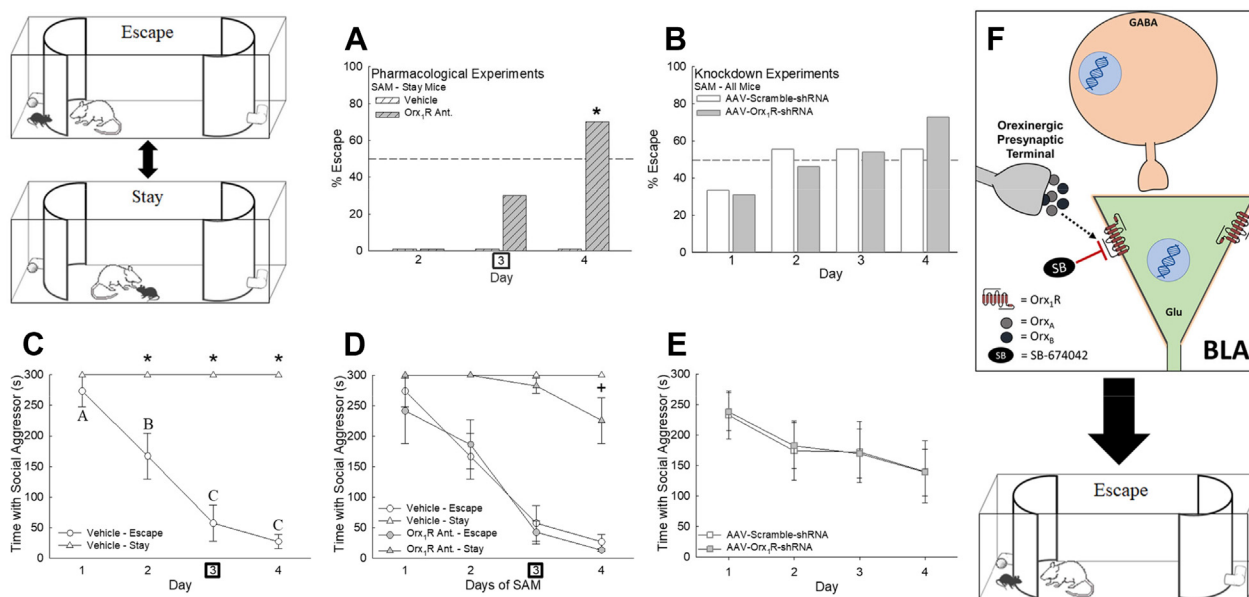 Escape
Stay
A
Pharmacological Experiments
SAM - Stay Mice
Vehicle
Orx₁R Ant.
*
% Escape
100
80
60
40
20
0
2
3
4
Day
B
Knockdown Experiments
SAM - All Mice
AAV-Scramble-shRNA
AAV-Orx₁R-shRNA
% Escape
100
80
60
40
20
0
1
2
3
4
Day
F
GABA
Orexinergic
Presynaptic
Terminal
SB
Glu
= Orx₁R
= OrxA
= OrxB
SB = SB-674042
BLA
C
* * *
Time with Social Aggressor (s)
300
250
200
150
100
50
0
A
B
C
C
Vehicle - Escape
Vehicle - Stay
1
2
3
4
Day
D
+
Time with Social Aggressor (s)
300
250
200
150
100
50
0
Vehicle - Escape
Vehicle - Stay
Orx₁R Ant. - Escape
Orx₁R Ant. - Stay
1
2
3
4
Days of SAM
E
Time with Social Aggressor (s)
300
250
200
150
100
50
0
AAV-Scramble-shRNA
AAV-Orx₁R-shRNA
1
2
3
4
Day
Escape